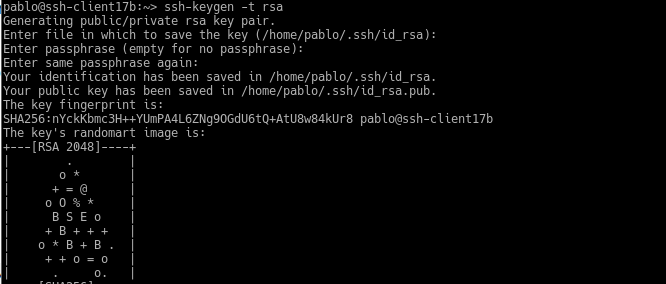 pablo@ssh-client17b:~> ssh-keygen -t rsa
Generating public/private rsa key pair.
Enter file in which to save the key (/home/pablo/.ssh/id_rsa):
Enter passphrase (empty for no passphrase):
Enter same passphrase again:
Your identification has been saved in /home/pablo/.ssh/id_rsa.
Your public key has been saved in /home/pablo/.ssh/id_rsa.pub.
The key fingerprint is:
SHA256:nYckKbmc3H++YUmPA4L6ZNg9OGdU6tQ+AtU8w84kUr8 pablo@ssh-client17b
The key's randomart image is:
+---[RSA 2048]----+
|        .        |
|       o *       |
|      + = @      |
|     o O % *     |
|      B S E o    |
|     + B + + +   |
|    o * B + B .  |
|     + + o = o   |
|      .     o.   |